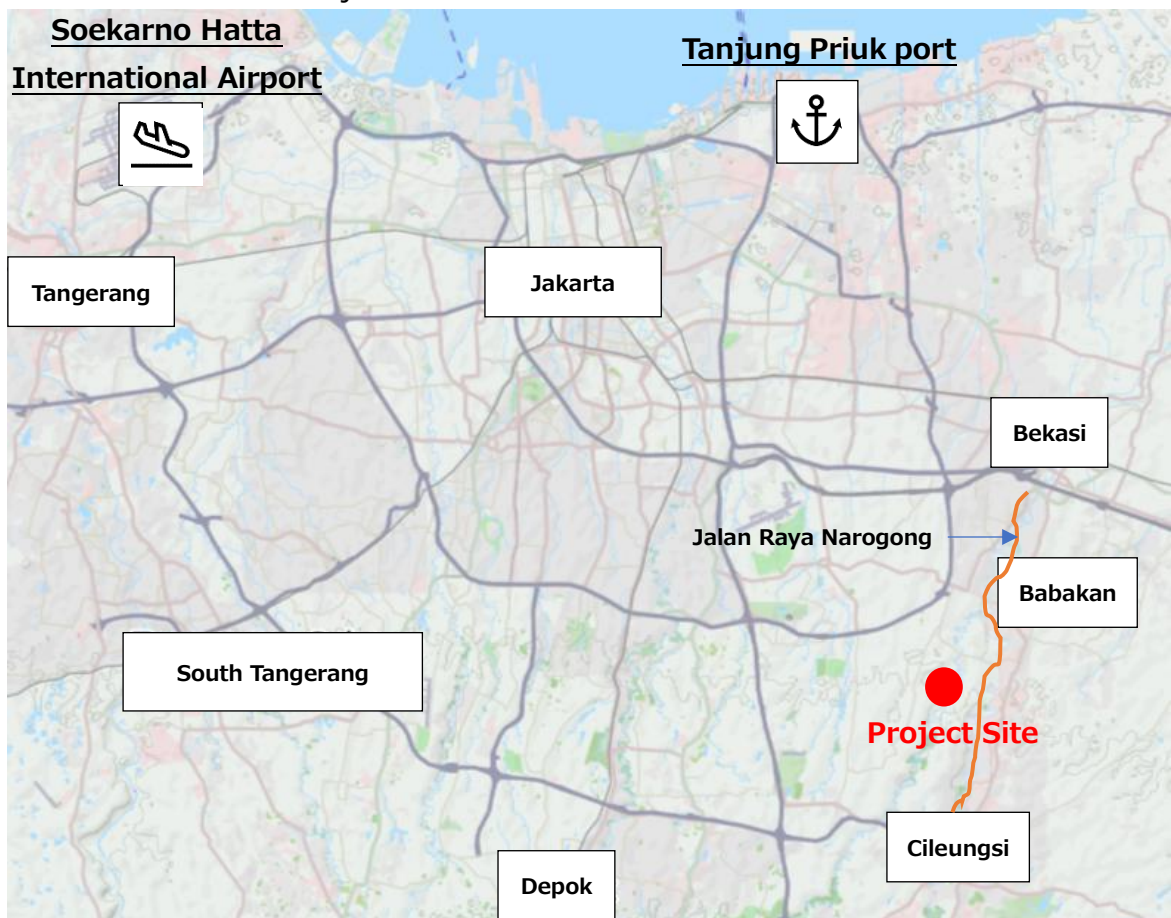 Soekarno Hatta
International Airport
Tanjung Priuk port
Tangerang
Jakarta
Bekasi
Jalan Raya Narogong
Babakan
South Tangerang
Project Site
Cileungsi
Depok